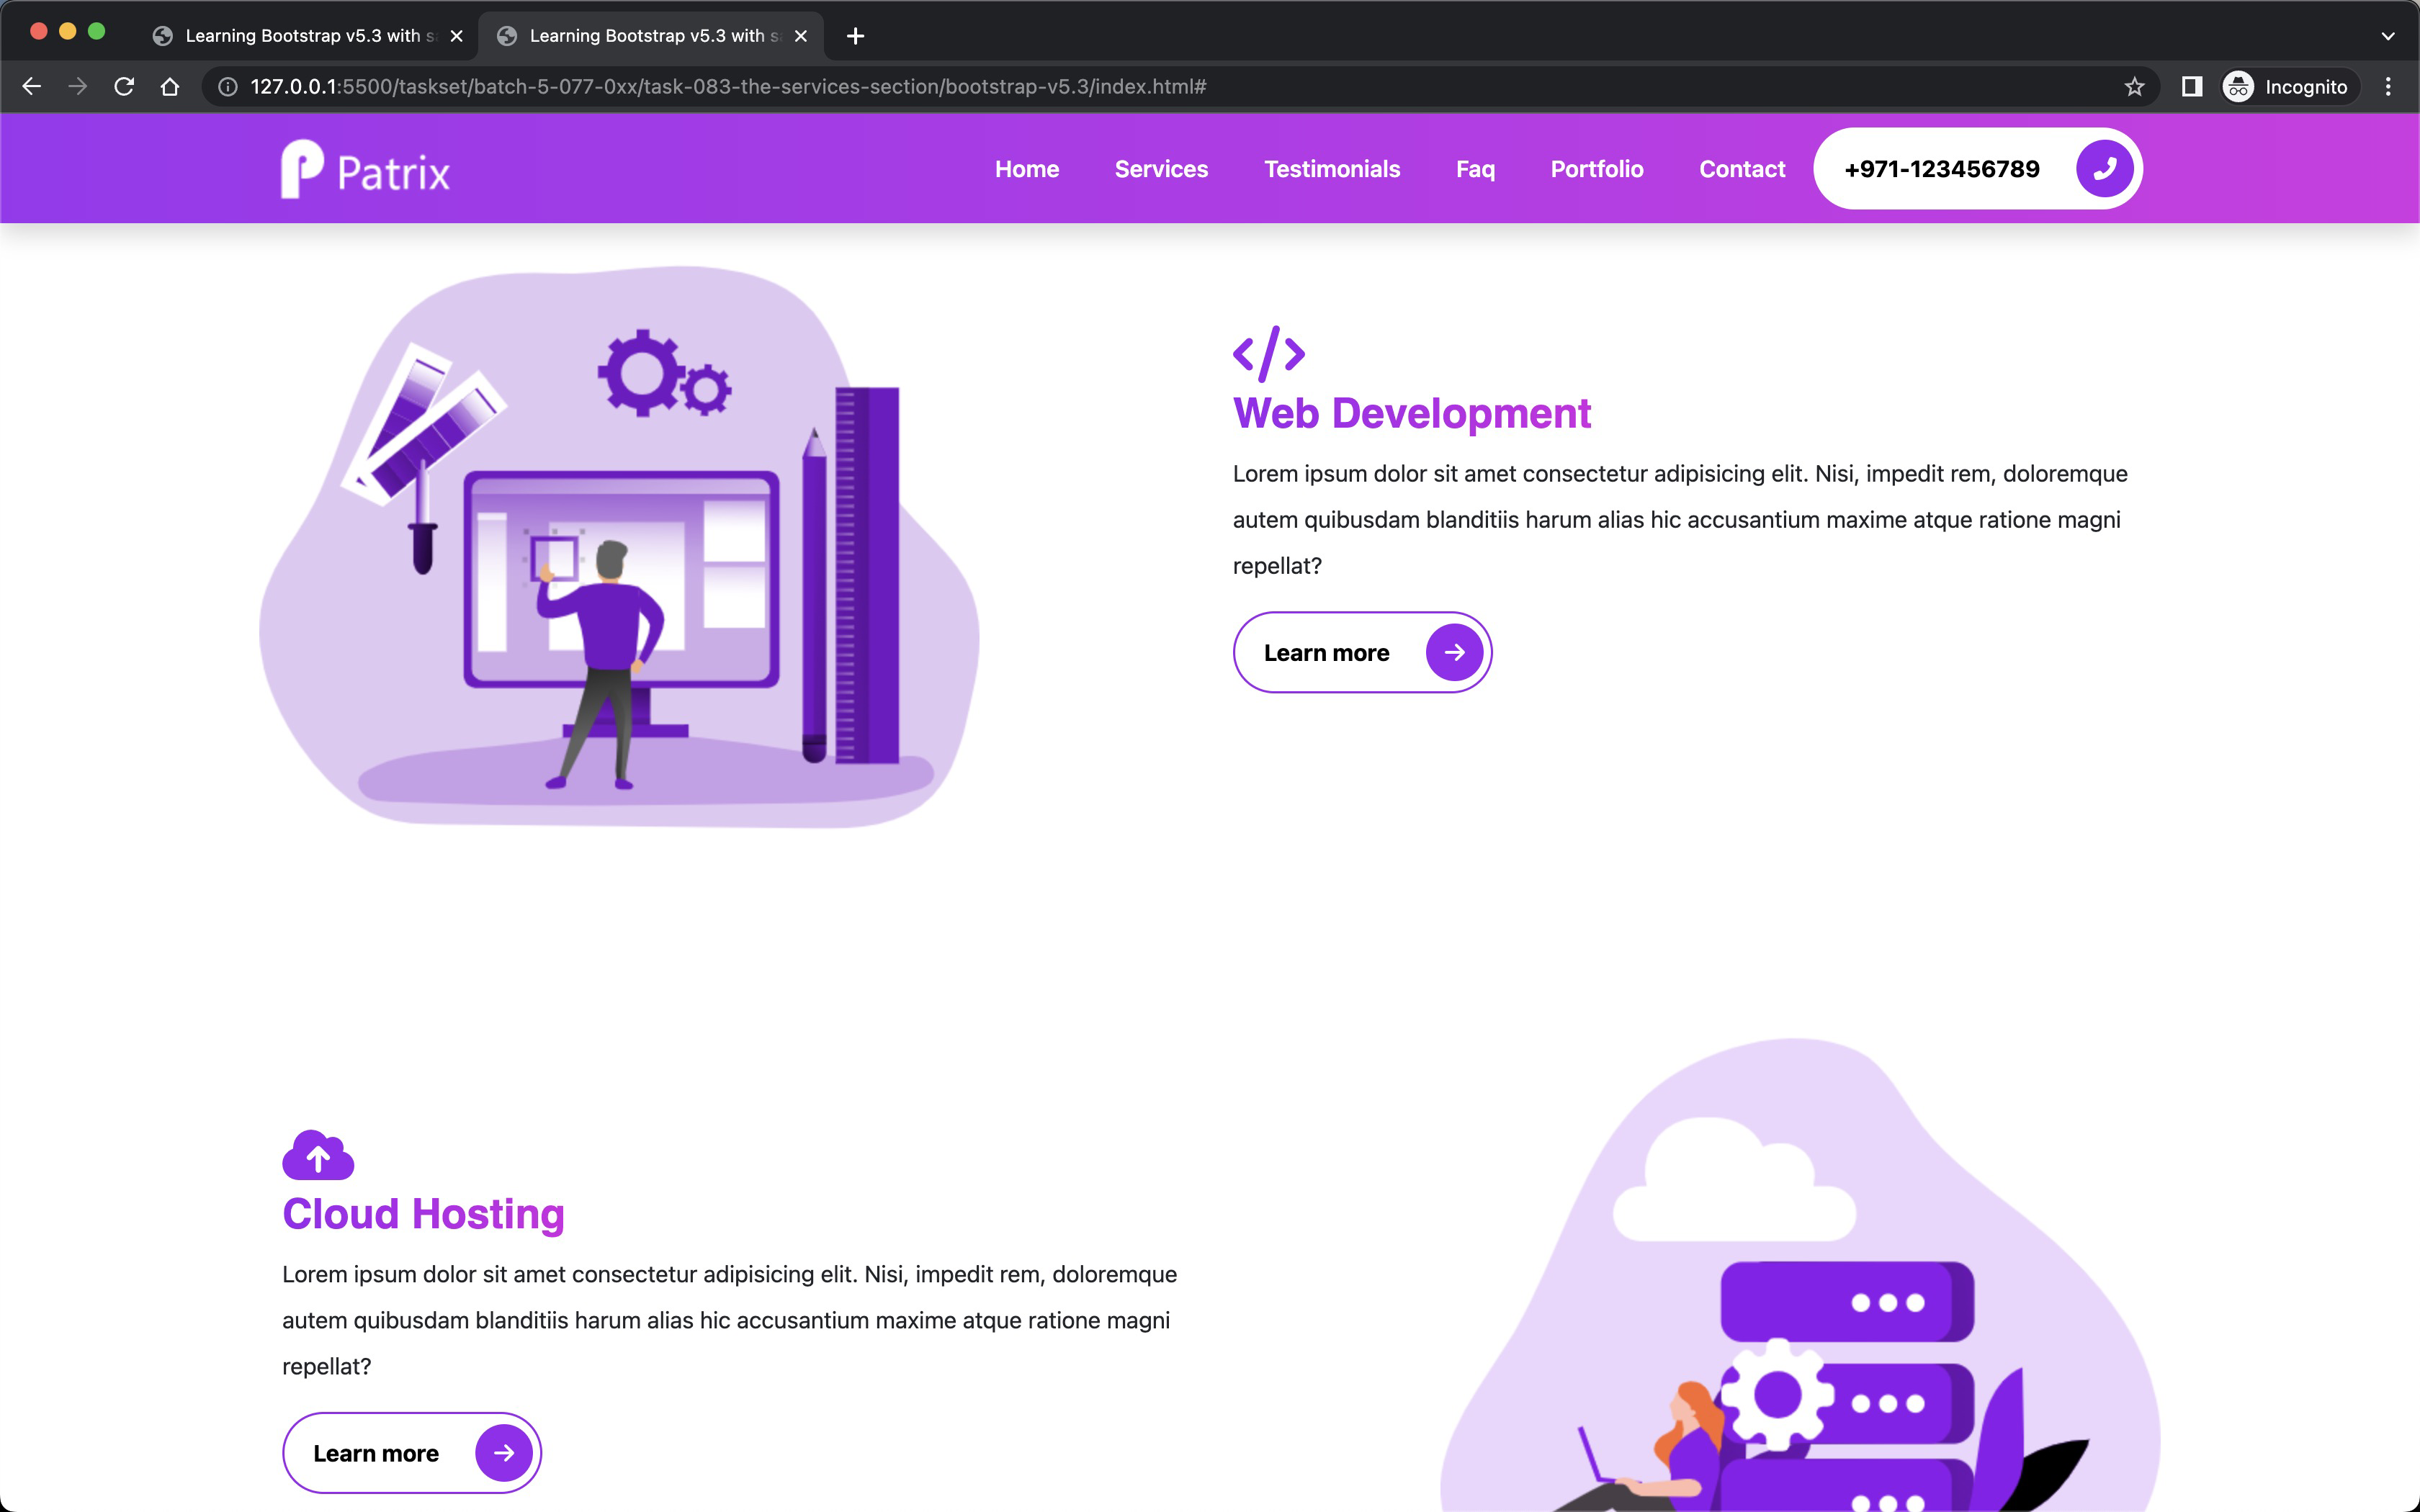 Learning Bootstrap v5.3 with s
Learning Bootstrap v5.3 with s
127.0.0.1:5500/taskset/batch-5-077-0xx/task-083-the-services-section/bootstrap-v5.3/index.html#
Incognito
Patrix
Home Services Testimonials Faq Portfolio Contact +971-123456789
</>
Web Development
Lorem ipsum dolor sit amet consectetur adipisicing elit. Nisi, impedit rem, doloremque
autem quibusdam blanditiis harum alias hic accusantium maxime atque ratione magni
repellat?
Learn more
Cloud Hosting
Lorem ipsum dolor sit amet consectetur adipisicing elit. Nisi, impedit rem, doloremque
autem quibusdam blanditiis harum alias hic accusantium maxime atque ratione magni
repellat?
Learn more